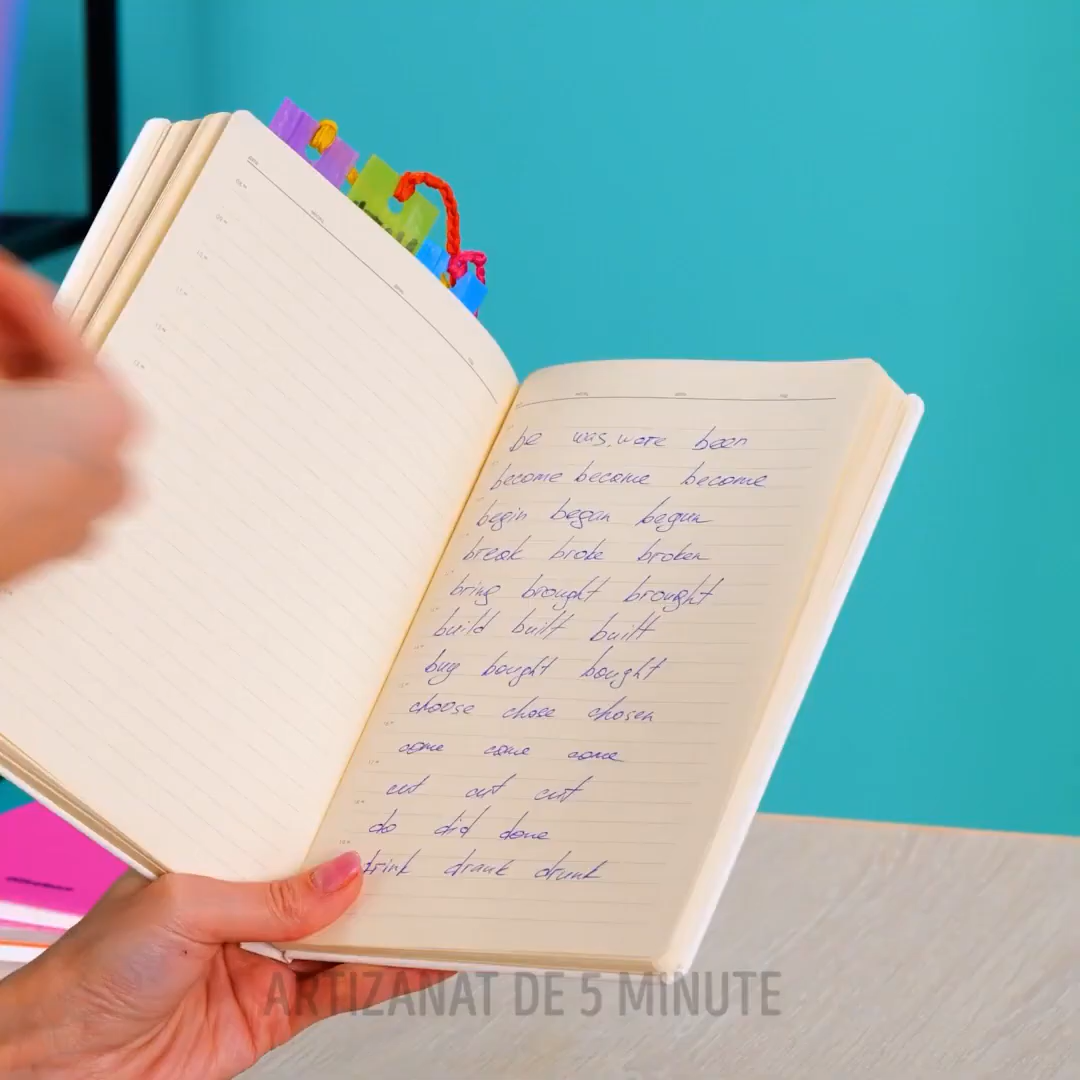 be was, were been
become became become
begin began begun
break broke broken
bring brought brought
build built built
buy bought bought
choose chose chosen
come came come
cut cut cut
do did done
drink drank drunk
ARTIZANAT DE 5 MINUTE